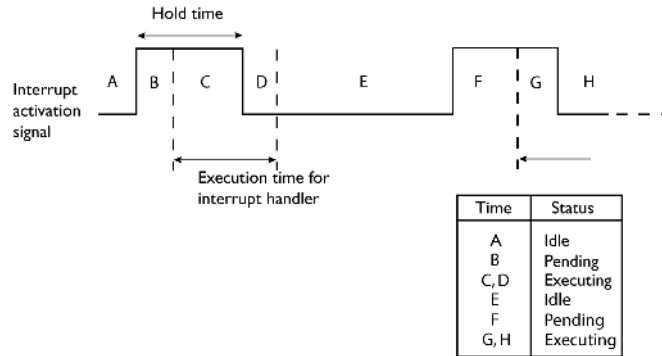 Hold time
A B C D E F G H
Interrupt
activation
signal
Execution time for
interrupt handler
Time Status
A Idle
B Pending
C, D Executing
E Idle
F Pending
G, H Executing